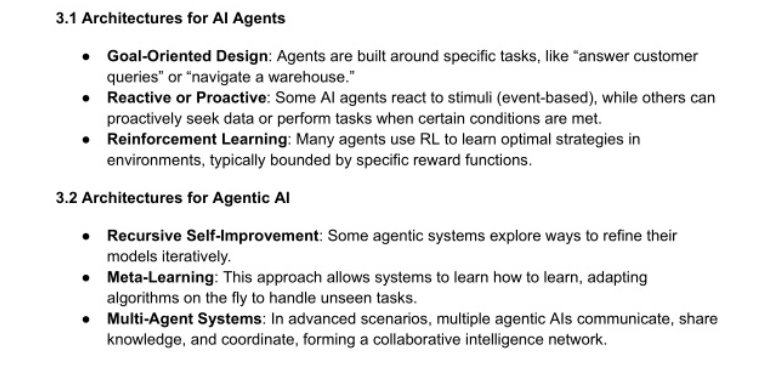 3.1 Architectures for AI Agents
● Goal-Oriented Design: Agents are built around specific tasks, like “answer customer
queries” or “navigate a warehouse.”
● Reactive or Proactive: Some AI agents react to stimuli (event-based), while others can
proactively seek data or perform tasks when certain conditions are met.
● Reinforcement Learning: Many agents use RL to learn optimal strategies in
environments, typically bounded by specific reward functions.
3.2 Architectures for Agentic AI
● Recursive Self-Improvement: Some agentic systems explore ways to refine their
models iteratively.
● Meta-Learning: This approach allows systems to learn how to learn, adapting
algorithms on the fly to handle unseen tasks.
● Multi-Agent Systems: In advanced scenarios, multiple agentic AIs communicate, share
knowledge, and coordinate, forming a collaborative intelligence network.